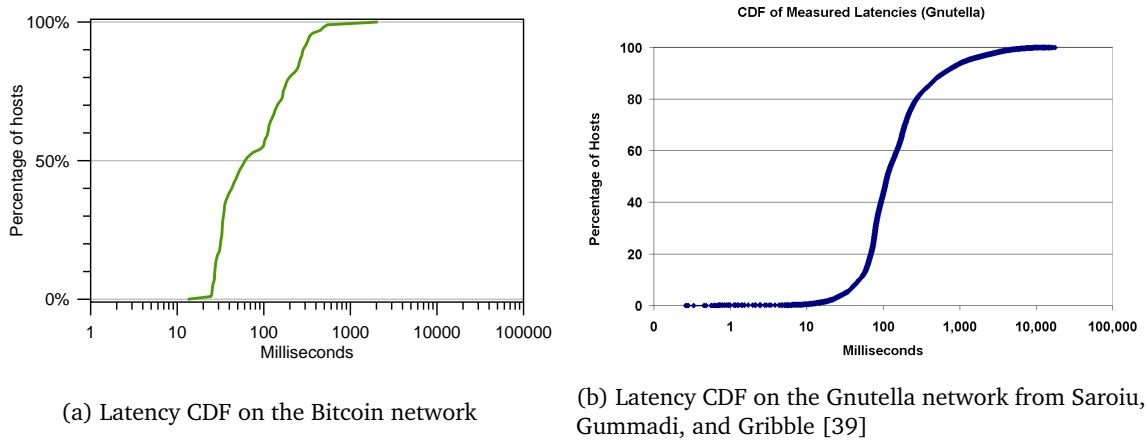 100%
50%
0%
Percentage of hosts
1
10
100
1000
10000
100000
Milliseconds
(a) Latency CDF on the Bitcoin network
CDF of Measured Latencies (Gnutella)
100
80
60
40
20
0
Percentage of Hosts
0
1
10
100
1,000
10,000
100,000
Milliseconds
(b) Latency CDF on the Gnutella network from Saroiu,
Gummadi, and Gribble [39]